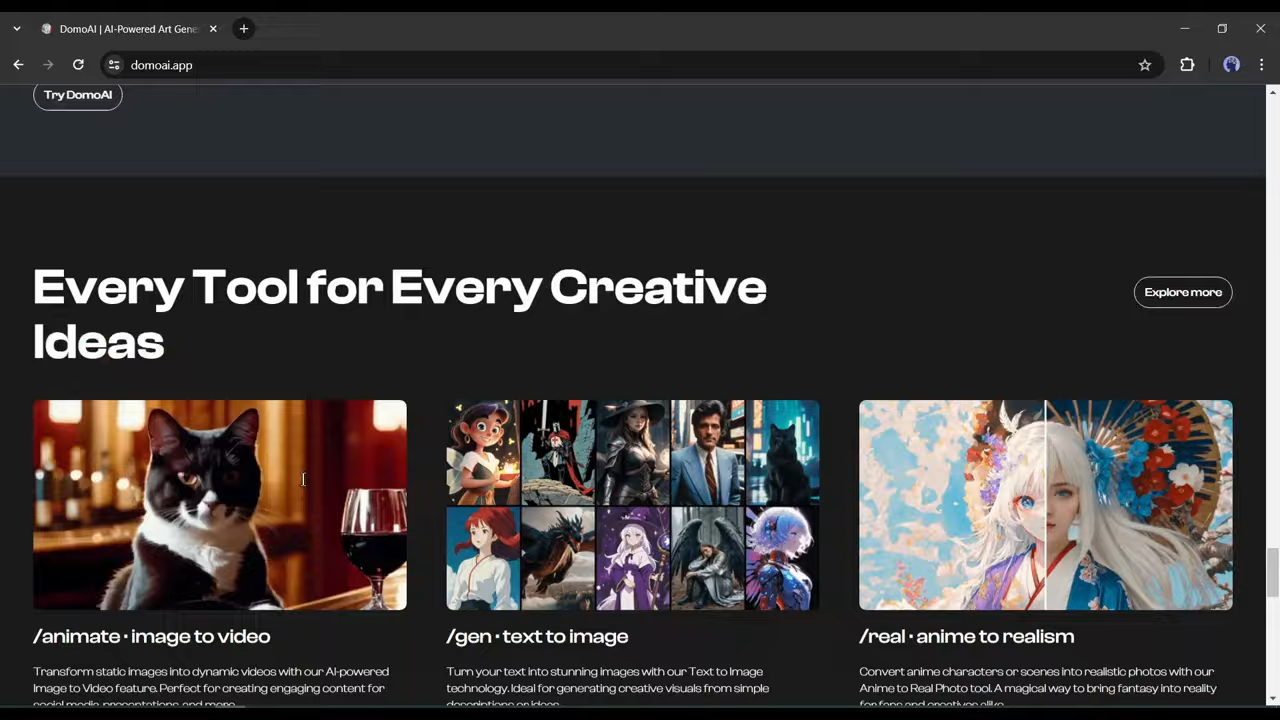 DomoAI | AI-Powered Art Gene
domoai.app
Try DomoAI
Every Tool for Every Creative
Ideas
Explore more
/animate · image to video
Transform static images into dynamic videos with our AI-powered
Image to Video feature. Perfect for creating engaging content for
social media, presentations, and more.
/gen · text to image
Turn your text into stunning images with our Text to Image
technology. Ideal for generating creative visuals from simple
descriptions or ideas.
/real · anime to realism
Convert anime characters or scenes into realistic photos with our
Anime to Real Photo tool. A magical way to bring fantasy into reality
for fans and creatives alike.